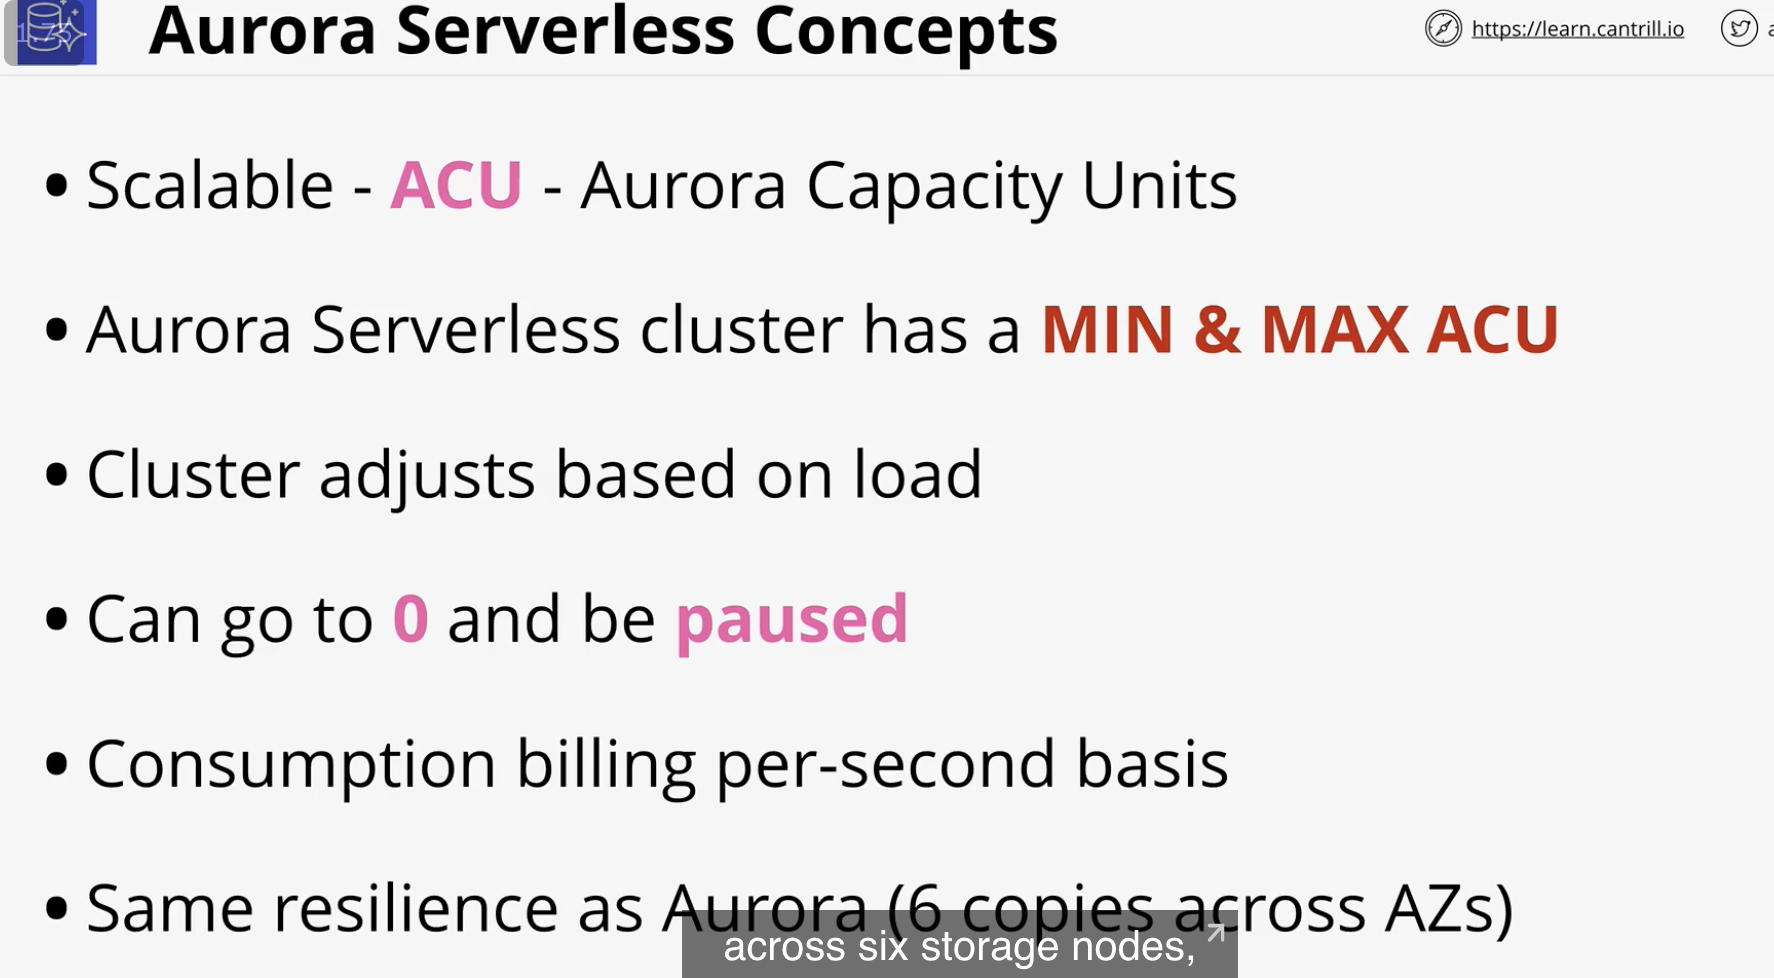 1.75
Aurora Serverless Concepts
https://learn.cantrill.io
a
• Scalable - ACU - Aurora Capacity Units
• Aurora Serverless cluster has a MIN & MAX ACU
• Cluster adjusts based on load
• Can go to 0 and be paused
• Consumption billing per-second basis
• Same resilience as Aurora (6 copies across AZs)
across six storage nodes,